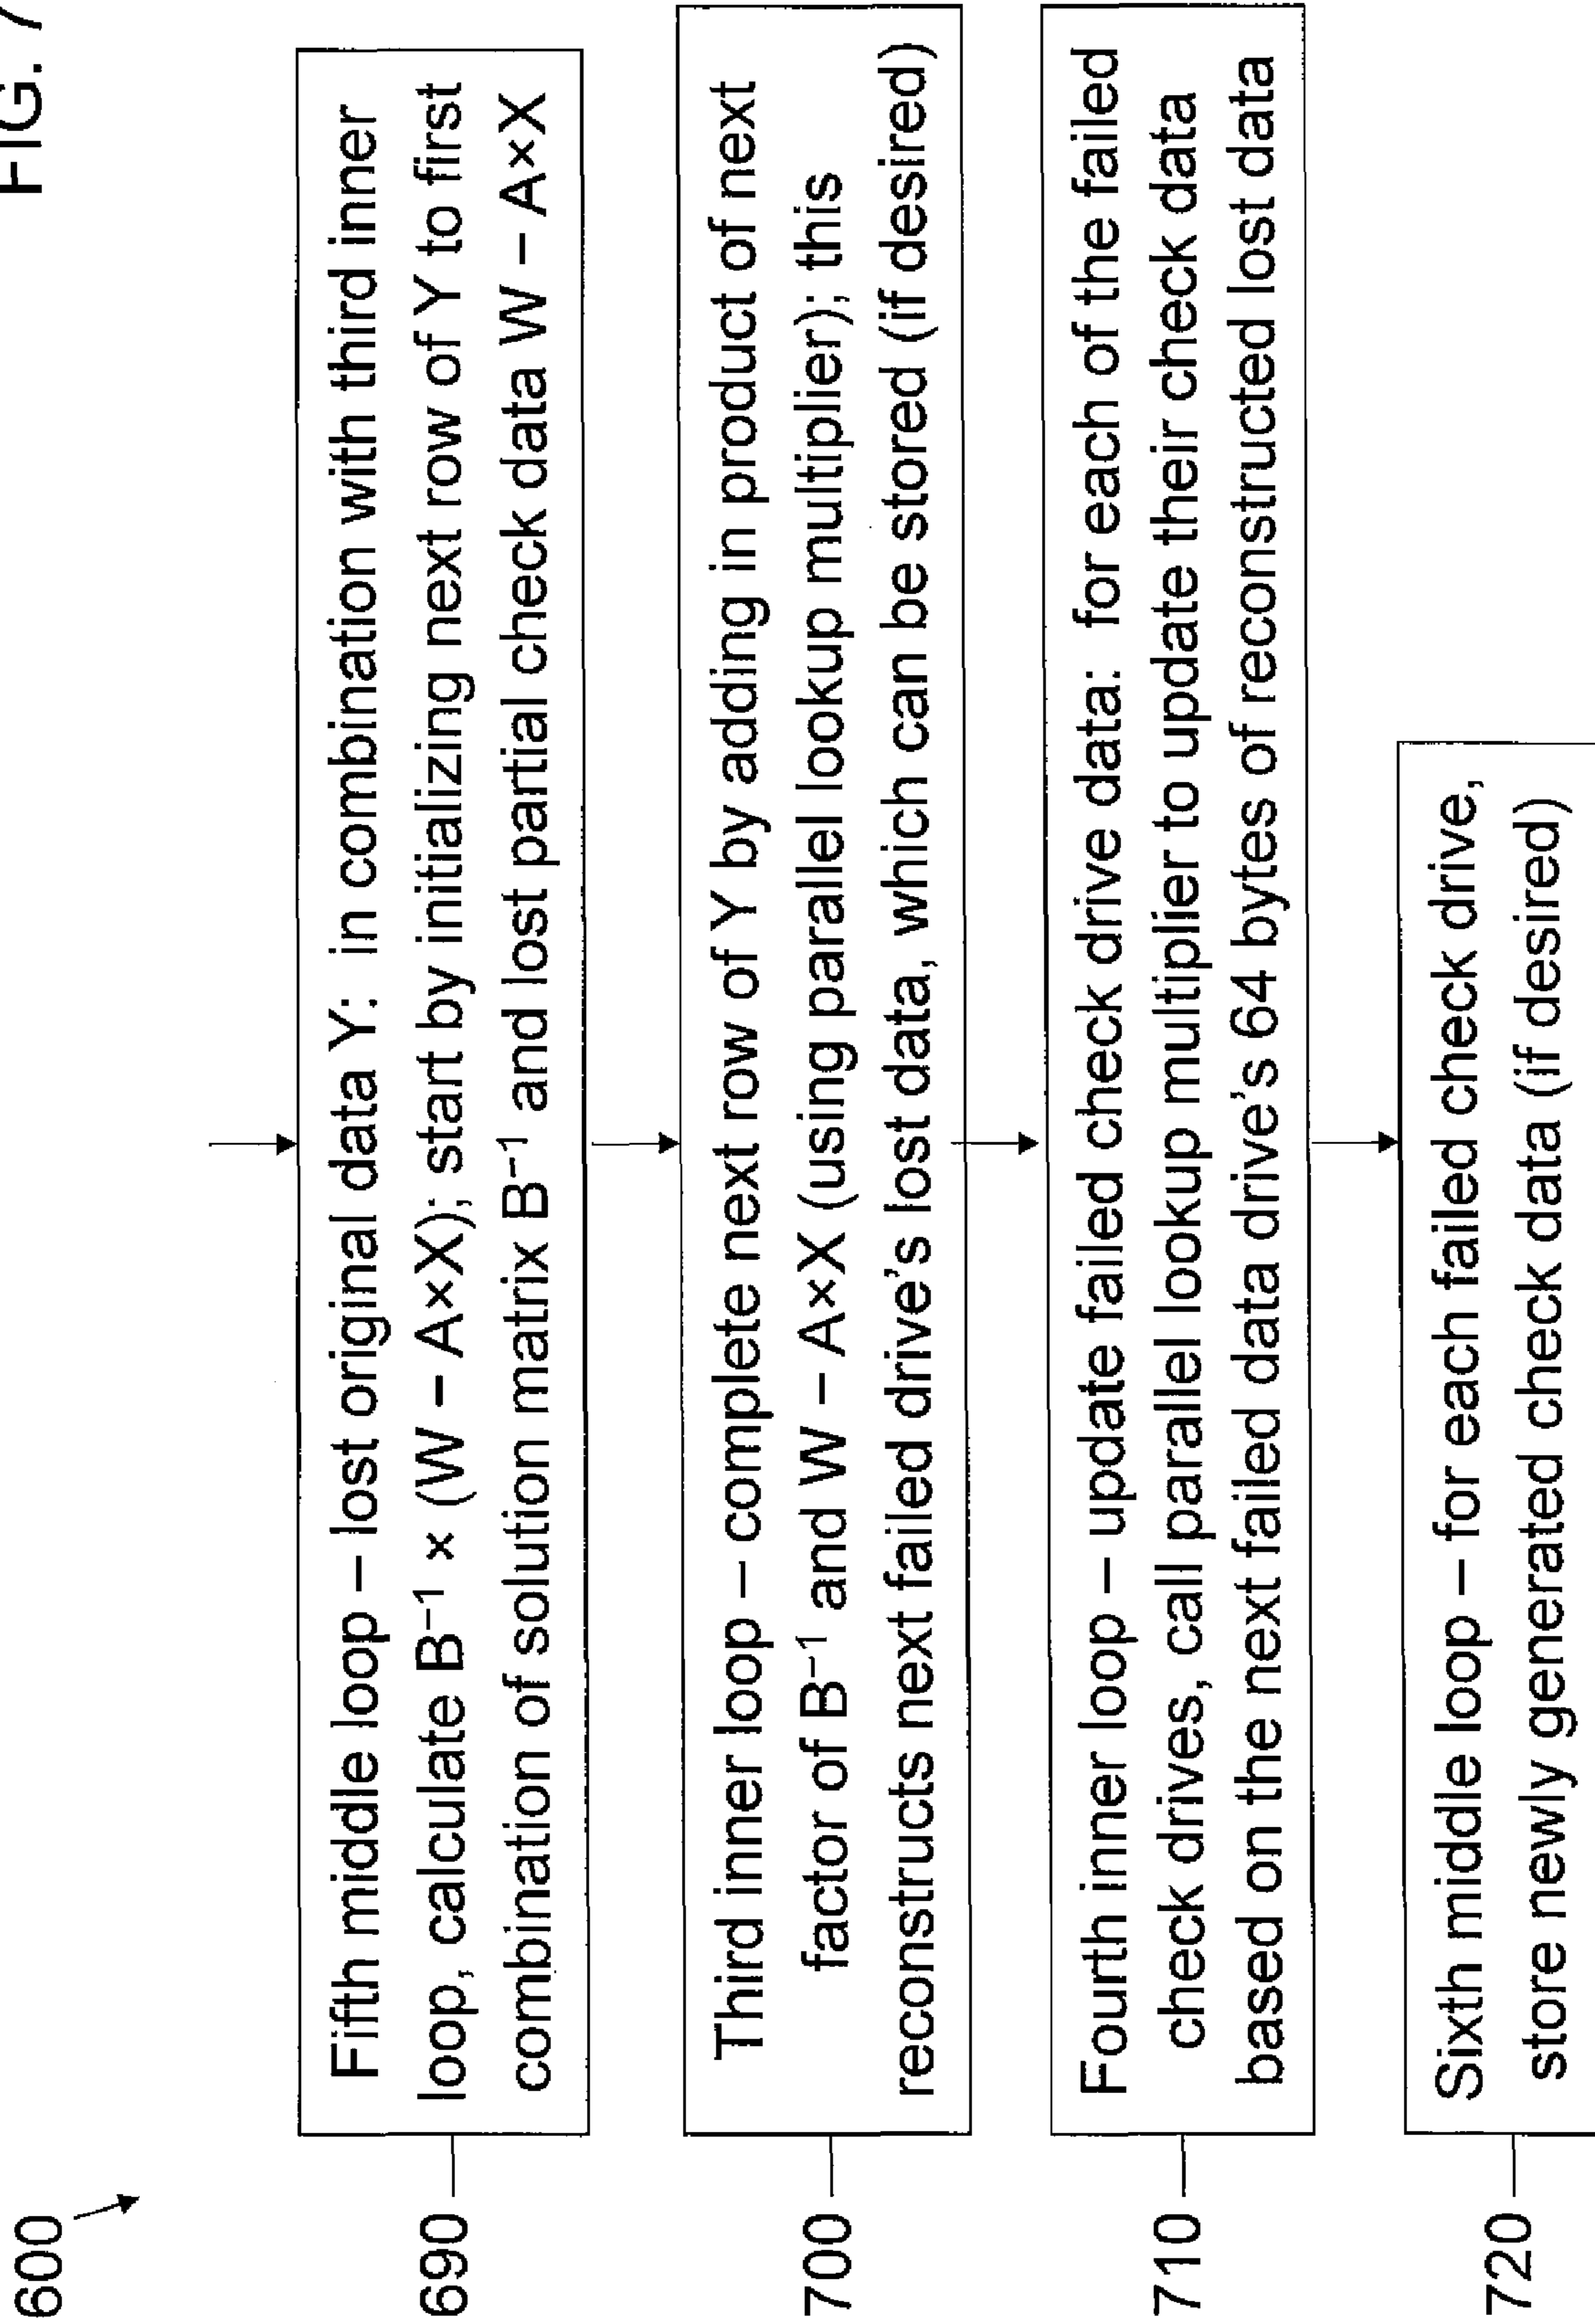 FIG. 7
600
690
Fifth middle loop – lost original data Y: in combination with third inner
loop, calculate B⁻¹ × (W – A×X); start by initializing next row of Y to first
combination of solution matrix B⁻¹ and lost partial check data W – A×X
700
Third inner loop – complete next row of Y by adding in product of next
factor of B⁻¹ and W – A×X (using parallel lookup multiplier); this
reconstructs next failed drive's lost data, which can be stored (if desired)
710
Fourth inner loop – update failed check drive data: for each of the failed
check drives, call parallel lookup multiplier to update their check data
based on the next failed data drive's 64 bytes of reconstructed lost data
720
Sixth middle loop – for each failed check drive,
store newly generated check data (if desired)